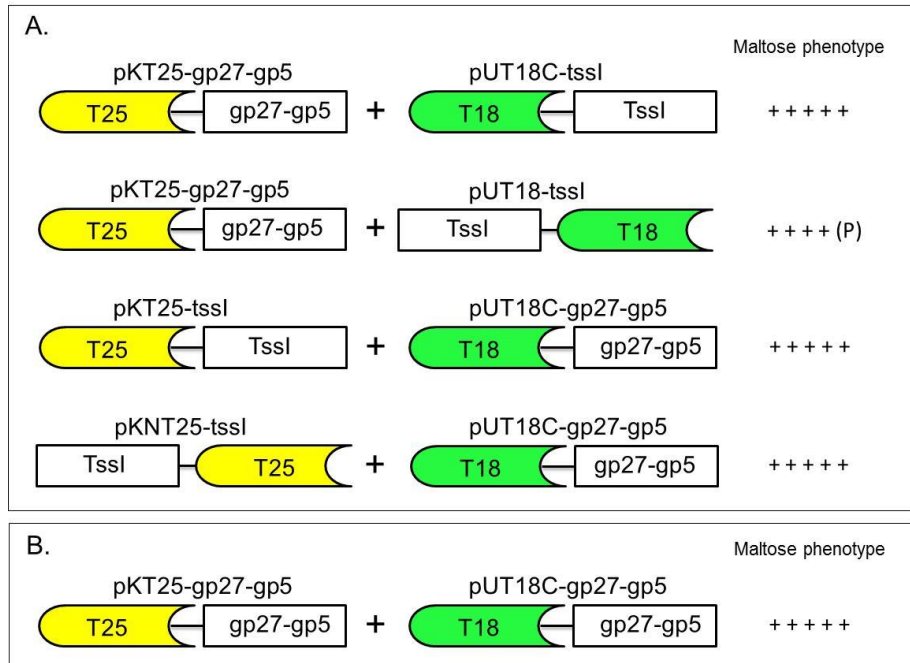 A.
Maltose phenotype
pKT25-gp27-gp5 pUT18C-tssI
T25 gp27-gp5 + T18 TssI + + + + +
pKT25-gp27-gp5 pUT18-tssI
T25 gp27-gp5 + TssI T18 + + + + (P)
pKT25-tssI pUT18C-gp27-gp5
T25 TssI + T18 gp27-gp5 + + + + +
pKNT25-tssI pUT18C-gp27-gp5
TssI T25 + T18 gp27-gp5 + + + + +
B.
Maltose phenotype
pKT25-gp27-gp5 pUT18C-gp27-gp5
T25 gp27-gp5 + T18 gp27-gp5 + + + + +